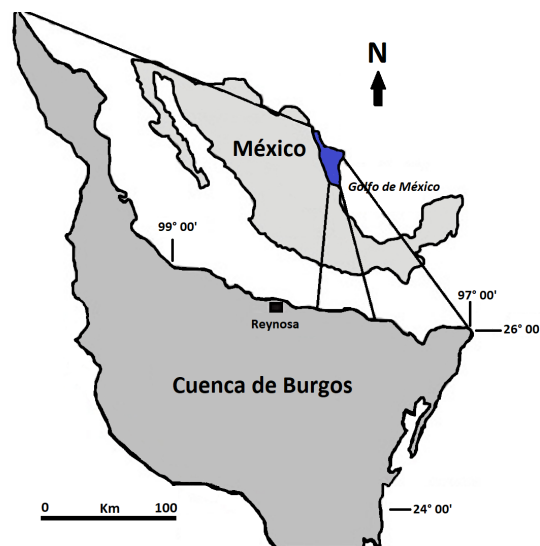 N
México
Golfo de México
99° 00'
97° 00'
26° 00
Reynosa
Cuenca de Burgos
0 Km 100
24° 00'